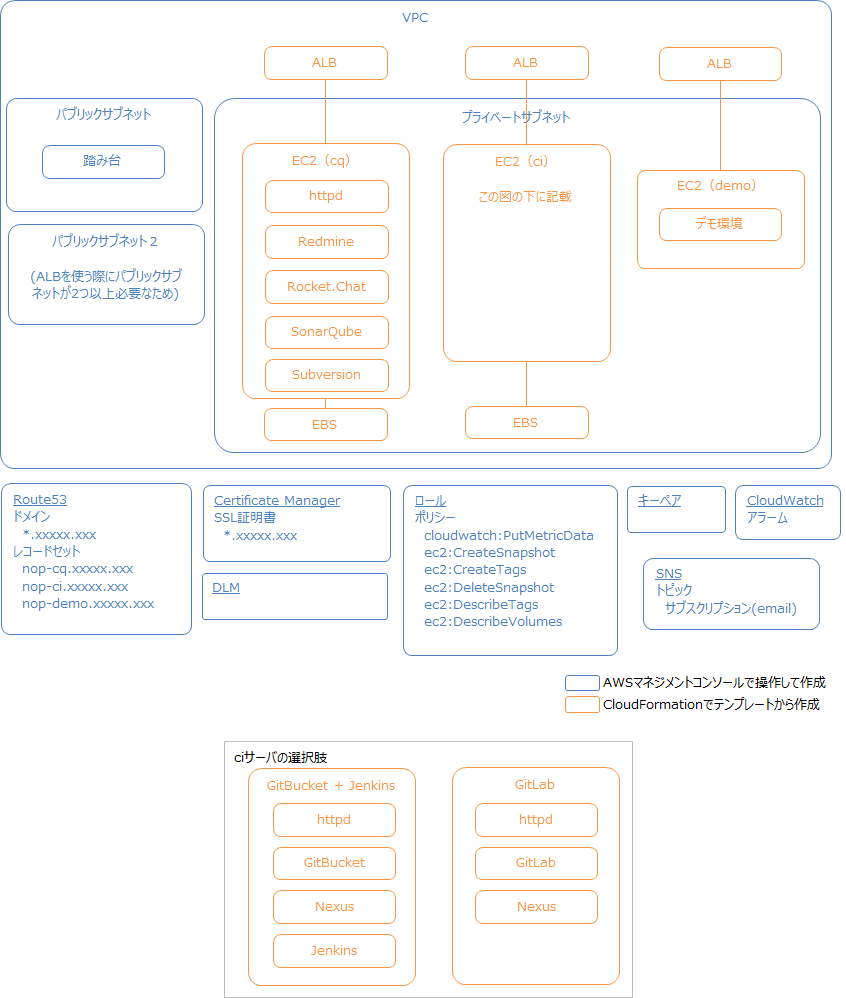 VPC
ALB
ALB
ALB
パブリックサブネット
踏み台
パブリックサブネット 2
(ALBを使う際にパブリックサブ
ネットが2つ以上必要なため)
プライベートサブネット
EC2（cq）
httpd
Redmine
Rocket.Chat
SonarQube
Subversion
EBS
EC2（ci）
この図の下に記載
EBS
EC2（demo）
デモ環境
Route53
ドメイン
*.xxxxx.xxx
レコードセット
nop-cq.xxxxx.xxx
nop-ci.xxxxx.xxx
nop-demo.xxxxx.xxx
Certificate Manager
SSL証明書
*.xxxxx.xxx
DLM
ロール
ポリシー
cloudwatch:PutMetricData
ec2:CreateSnapshot
ec2:CreateTags
ec2:DeleteSnapshot
ec2:DescribeTags
ec2:DescribeVolumes
キーペア
CloudWatch
アラーム
SNS
トピック
サブスクリプション(email)
AWSマネジメントコンソールで操作して作成
CloudFormationでテンプレートから作成
ciサーバの選択肢
GitBucket + Jenkins
httpd
GitBucket
Nexus
Jenkins
GitLab
httpd
GitLab
Nexus